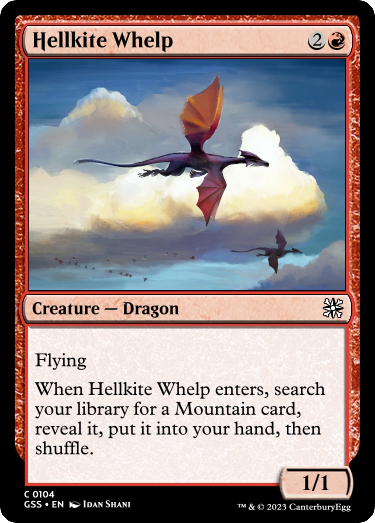 Hellkite Whelp 2
Creature — Dragon
Flying
When Hellkite Whelp enters, search
your library for a Mountain card,
reveal it, put it into your hand, then
shuffle.
1/1
C 0104
GSS • EN Idan Shani
™ & © 2023 CanterburyEgg